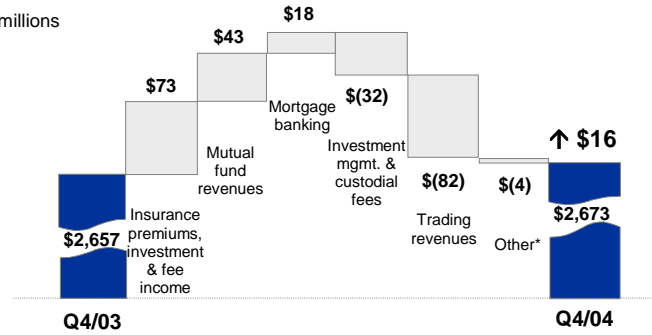 millions
$18
$43
$73
Mortgage
banking
$(32)
Mutual
fund
revenues
Investment
mgmt. &
custodial
fees
↑ $16
$(82)
$(4)
Trading
revenues
Other*
Insurance
premiums,
investment
& fee
income
$2,657
$2,673
Q4/03
Q4/04